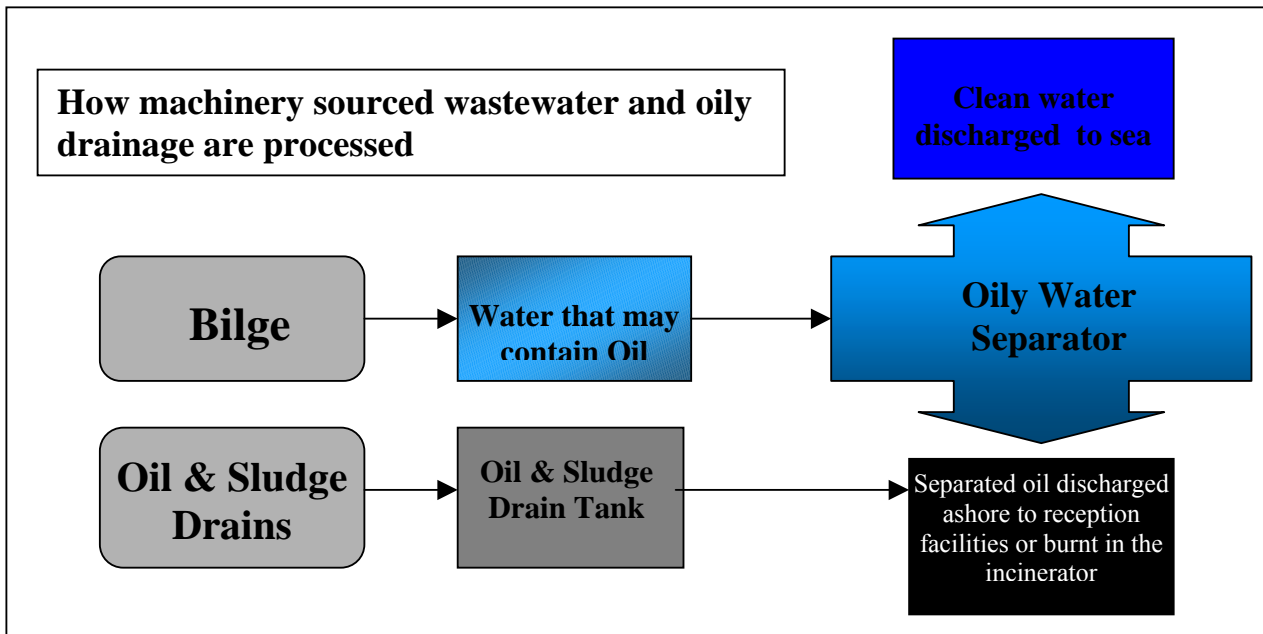 How machinery sourced wastewater and oily
drainage are processed
Clean water
discharged to sea
Bilge
Water that may
contain Oil
Oily Water
Separator
Oil & Sludge
Drains
Oil & Sludge
Drain Tank
Separated oil discharged
ashore to reception
facilities or burnt in the
incinerator